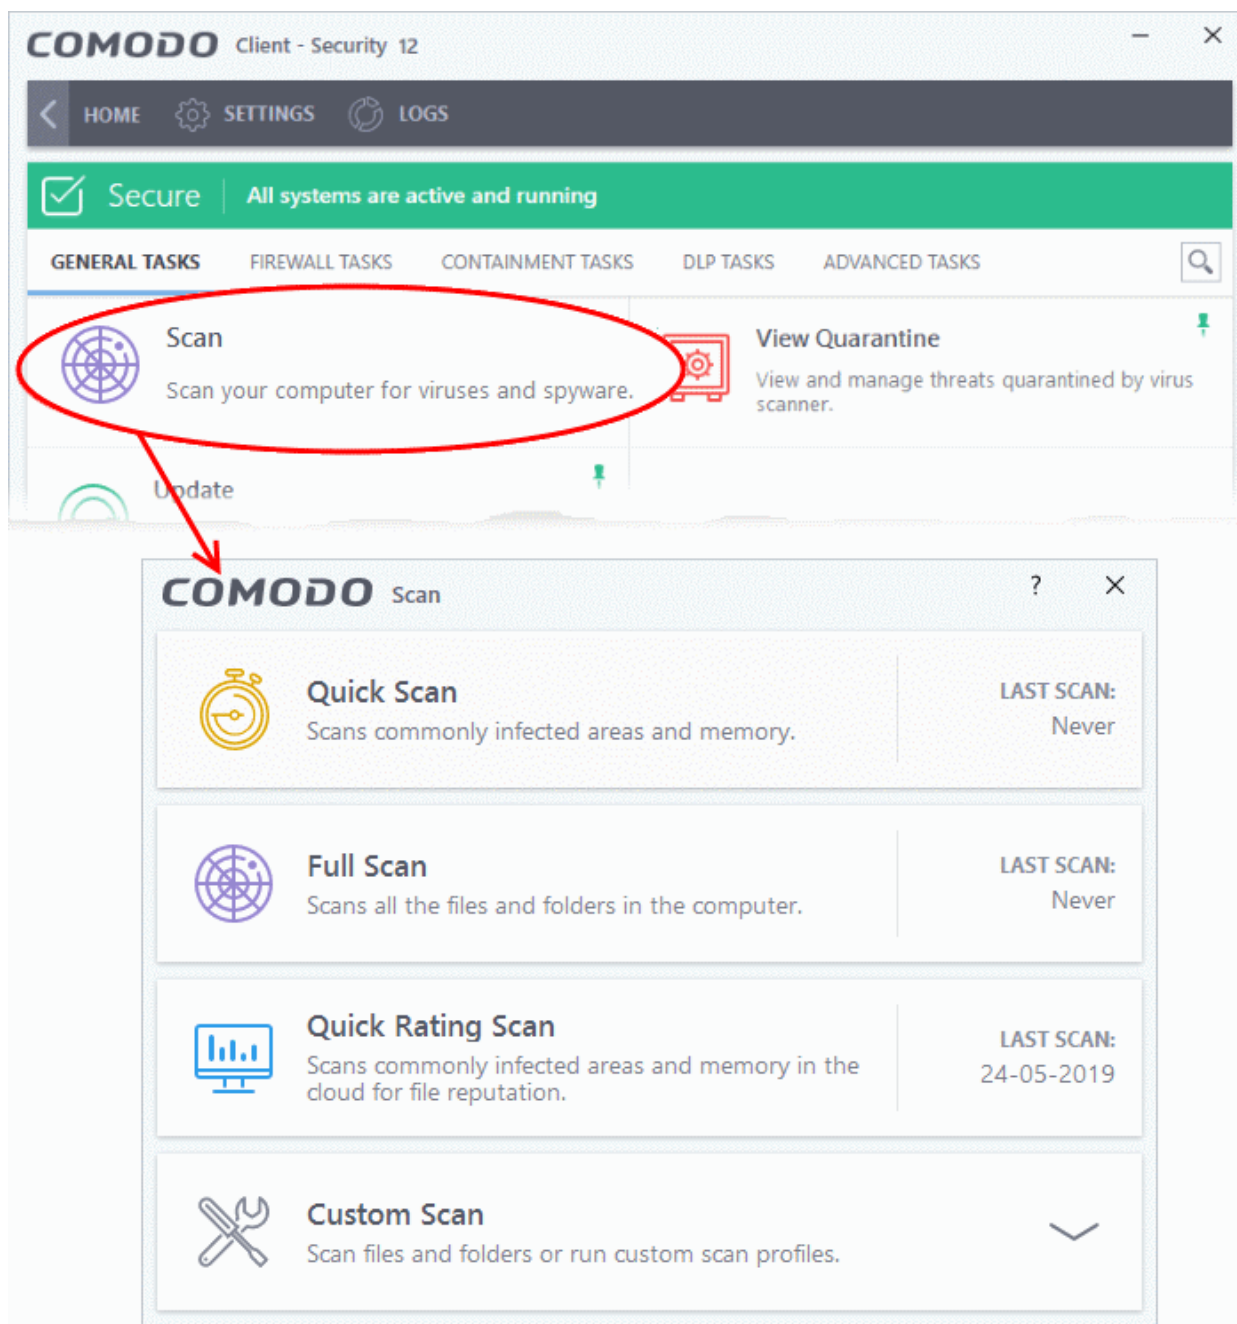 COMODO Client - Security 12
HOME SETTINGS LOGS
Secure All systems are active and running
GENERAL TASKS FIREWALL TASKS CONTAINMENT TASKS DLP TASKS ADVANCED TASKS
Scan
Scan your computer for viruses and spyware.
View Quarantine
View and manage threats quarantined by virus
scanner.
Update
COMODO Scan ?
Quick Scan
Scans commonly infected areas and memory.
LAST SCAN:
Never
Full Scan
Scans all the files and folders in the computer.
LAST SCAN:
Never
Quick Rating Scan
Scans commonly infected areas and memory in the
cloud for file reputation.
LAST SCAN:
24-05-2019
Custom Scan
Scan files and folders or run custom scan profiles.